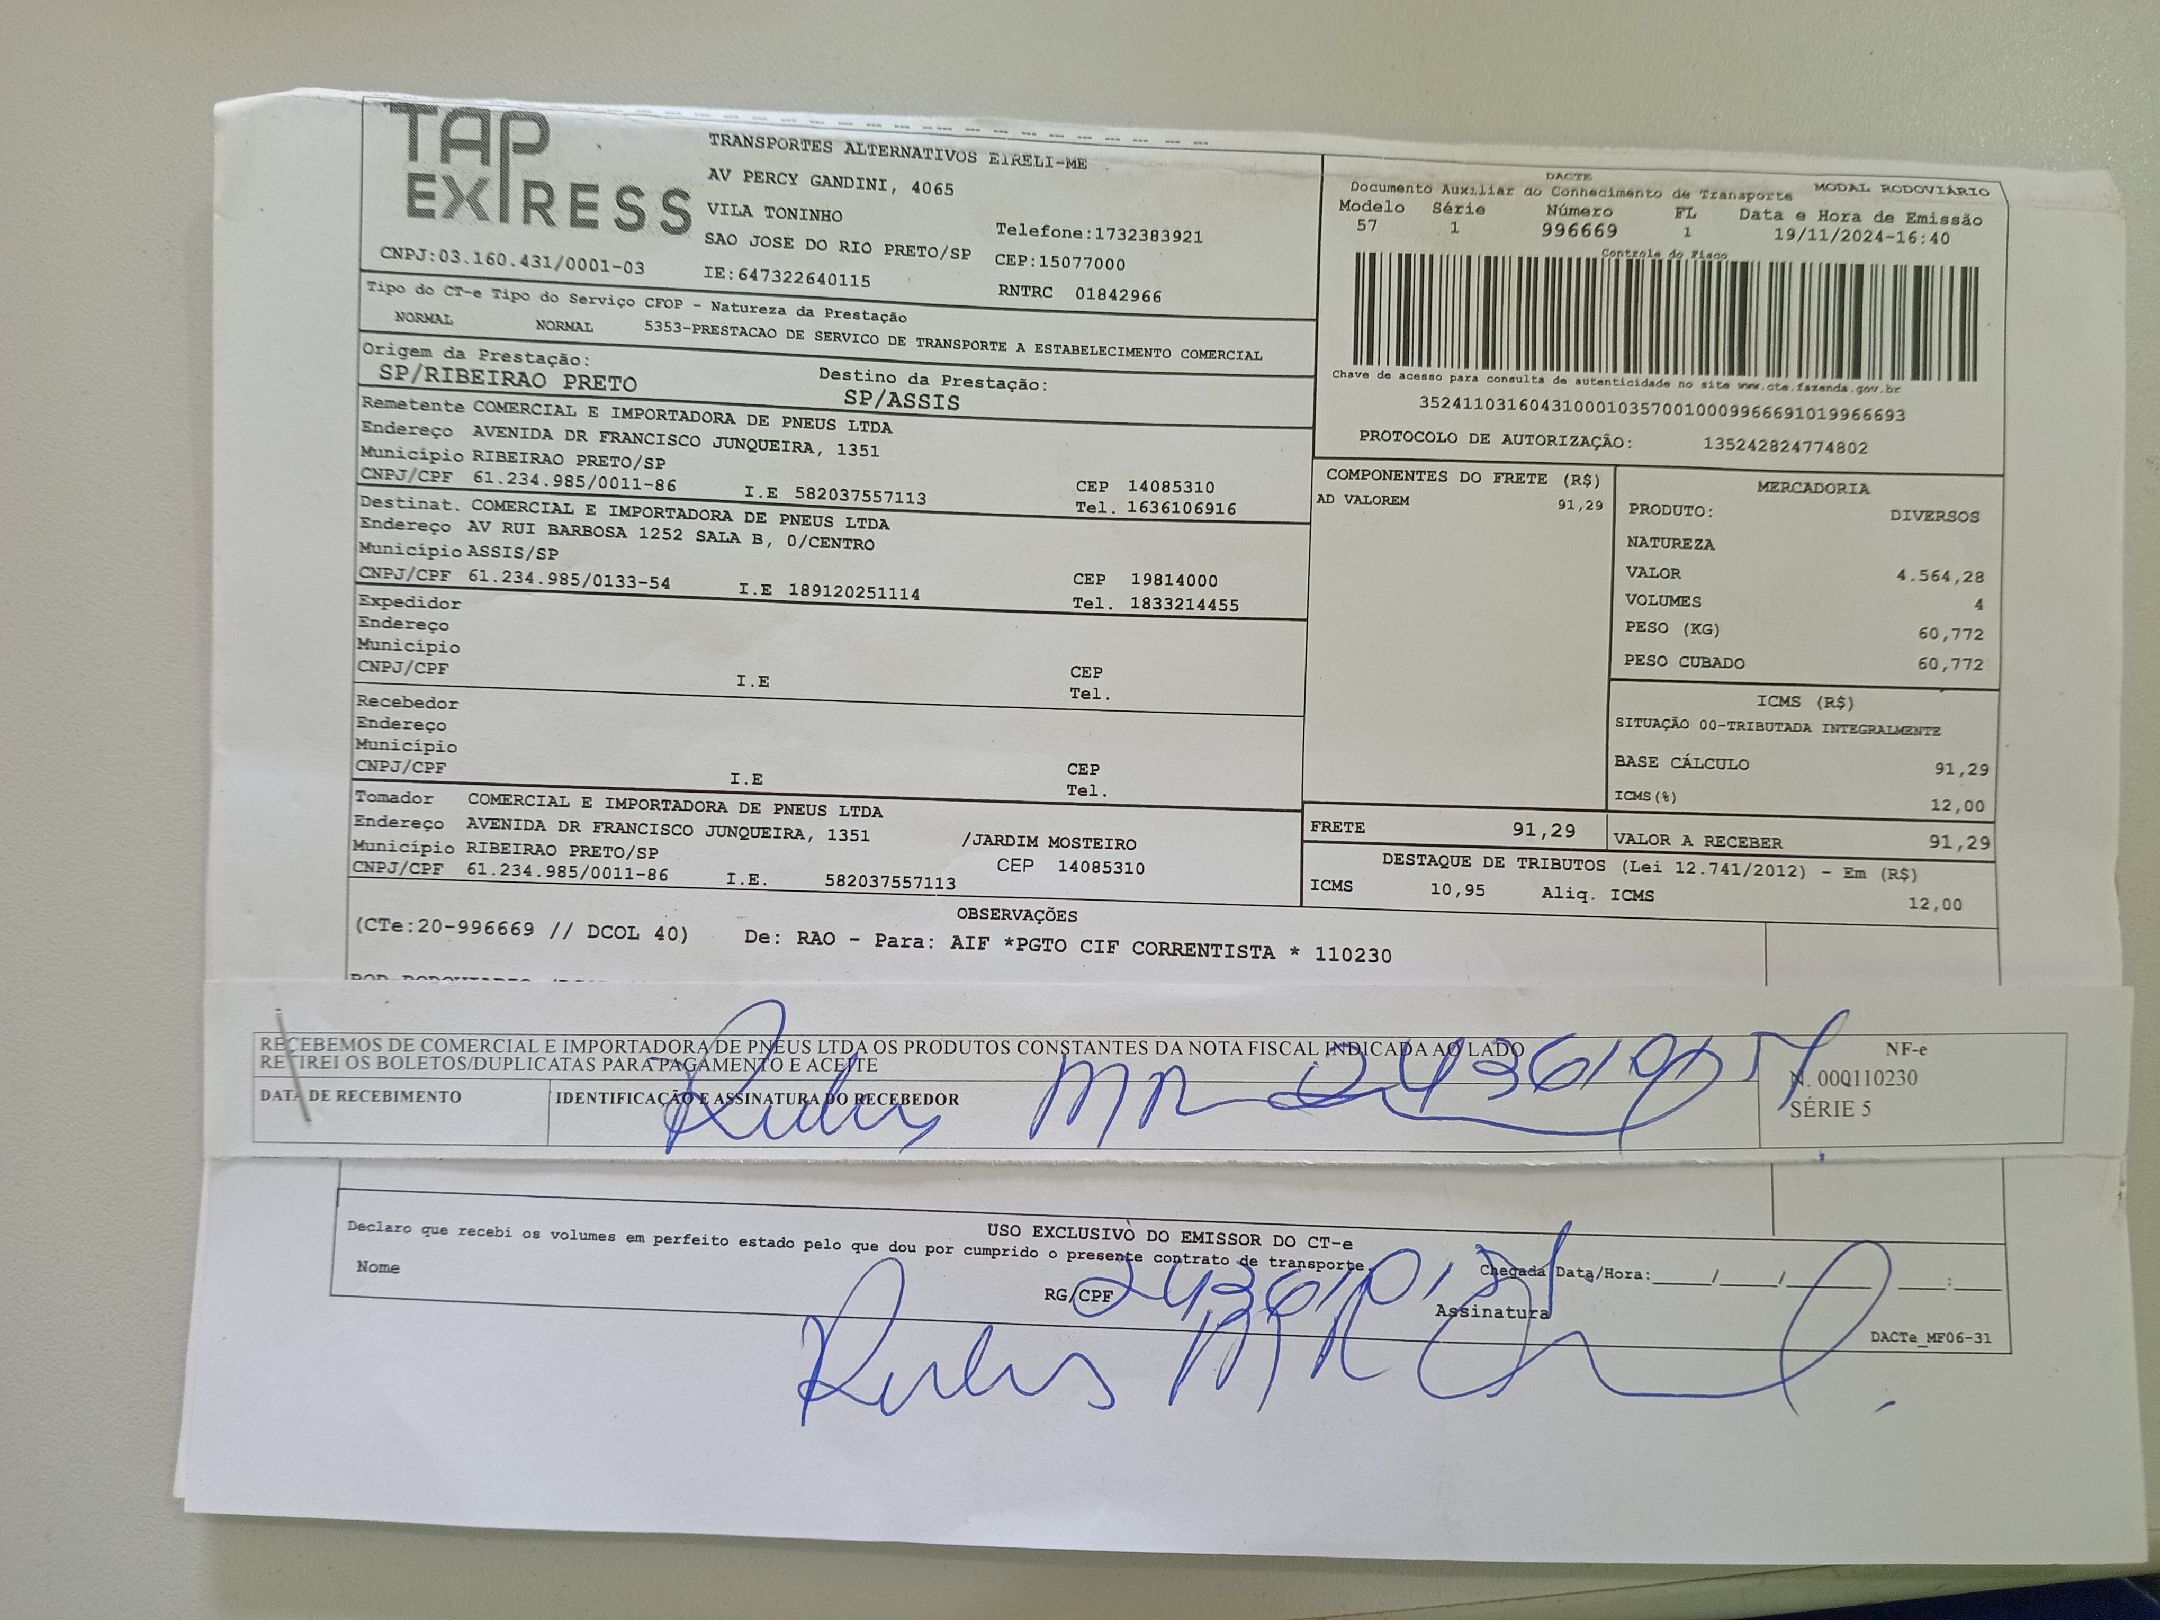 TAP
EXPRESS
CNPJ:03.160.431/0001-03
TRANSPORTES ALTERNATIVOS EIRELI-ME
AV PERCY GANDINI, 4065
VILA TONINHO
SAO JOSE DO RIO PRETO/SP
IE:647322640115
Telefone:1732383921
CEP:15077000
RNTRC 01842966
DACTE
Documento Auxiliar do Conhecimento de Transporte MODAL RODOVIÁRIO
Modelo Série Número FL Data e Hora de Emissão
57 1 996669 1 19/11/2024-16:40
Controle do Fisco
Chave de acesso para consulta de autenticidade no site www.cte.fazenda.gov.br
35241103160431000103570010009966691019966693
PROTOCOLO DE AUTORIZAÇÃO: 135242824774802
Tipo do CT-e Tipo do Serviço CFOP - Natureza da Prestação
NORMAL NORMAL 5353-PRESTACAO DE SERVICO DE TRANSPORTE A ESTABELECIMENTO COMERCIAL
Origem da Prestação: Destino da Prestação:
SP/RIBEIRAO PRETO SP/ASSIS
Remetente COMERCIAL E IMPORTADORA DE PNEUS LTDA
Endereço AVENIDA DR FRANCISCO JUNQUEIRA, 1351
Município RIBEIRAO PRETO/SP CEP 14085310
CNPJ/CPF 61.234.985/0011-86 I.E 582037557113 Tel. 1636106916
Destinat. COMERCIAL E IMPORTADORA DE PNEUS LTDA
Endereço AV RUI BARBOSA 1252 SALA B, 0/CENTRO
Município ASSIS/SP CEP 19814000
CNPJ/CPF 61.234.985/0133-54 I.E 189120251114 Tel. 1833214455
Expedidor
Endereço
Município CEP
CNPJ/CPF I.E Tel.
Recebedor
Endereço
Município CEP
CNPJ/CPF I.E Tel.
Tomador COMERCIAL E IMPORTADORA DE PNEUS LTDA
Endereço AVENIDA DR FRANCISCO JUNQUEIRA, 1351 /JARDIM MOSTEIRO
Município RIBEIRAO PRETO/SP CEP 14085310
CNPJ/CPF 61.234.985/0011-86 I.E. 582037557113
COMPONENTES DO FRETE (R$)
AD VALOREM 91,29
MERCADORIA
PRODUTO: DIVERSOS
NATUREZA
VALOR 4.564,28
VOLUMES 4
PESO (KG) 60,772
PESO CUBADO 60,772
ICMS (R$)
SITUAÇÃO 00-TRIBUTADA INTEGRALMENTE
BASE CÁLCULO 91,29
ICMS(%) 12,00
FRETE 91,29 VALOR A RECEBER 91,29
DESTAQUE DE TRIBUTOS (Lei 12.741/2012) - Em (R$)
ICMS 10,95 Aliq. ICMS 12,00
OBSERVAÇÕES
(CTe:20-996669 // DCOL 40) De: RAO - Para: AIF *PGTO CIF CORRENTISTA * 110230
RECEBEMOS DE COMERCIAL E IMPORTADORA DE PNEUS LTDA OS PRODUTOS CONSTANTES DA NOTA FISCAL INDICADA AO LADO
RETIREI OS BOLETOS/DUPLICATAS PARA PAGAMENTO E ACEITE
DATA DE RECEBIMENTO IDENTIFICAÇÃO E ASSINATURA DO RECEBEDOR
NF-e
N. 000110230
SÉRIE 5
USO EXCLUSIVO DO EMISSOR DO CT-e
Declaro que recebi os volumes em perfeito estado pelo que dou por cumprido o presente contrato de transporte.
Nome RG/CPF Chegada Data/Hora:____/____/______ ___:___
Assinatura
DACTe_MF06-31